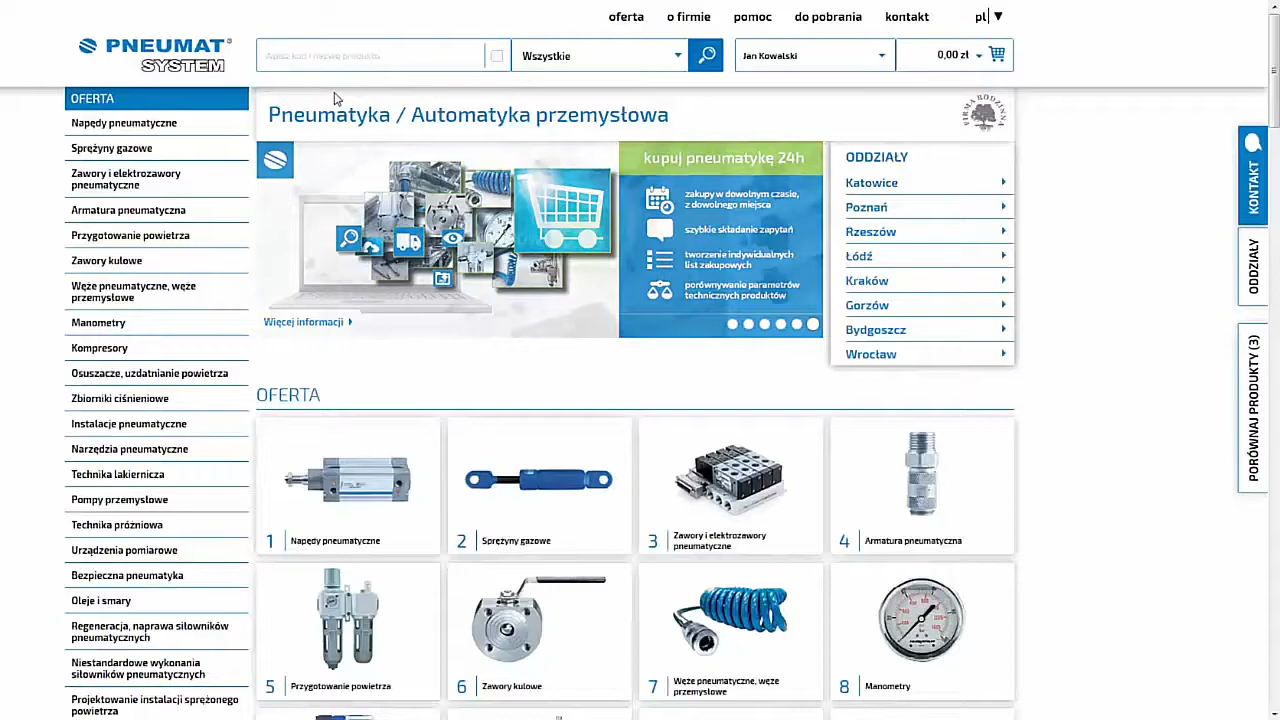 oferta o firmie pomoc do pobrania kontakt pl
PNEUMAT®
SYSTEM
Wpisz kod i nazwę produktu
Wszystkie
Jan Kowalski
0,00 zł
OFERTA
Napędy pneumatyczne
Sprężyny gazowe
Zawory i elektrozawory
pneumatyczne
Armatura pneumatyczna
Przygotowanie powietrza
Zawory kulowe
Węże pneumatyczne, węże
przemysłowe
Manometry
Kompresory
Osuszacze, uzdatnianie powietrza
Zbiorniki ciśnieniowe
Instalacje pneumatyczne
Narzędzia pneumatyczne
Technika lakiernicza
Pompy przemysłowe
Technika próżniowa
Urządzenia pomiarowe
Bezpieczna pneumatyka
Oleje i smary
Regeneracja, naprawa siłowników
pneumatycznych
Niestandardowe wykonania
siłowników pneumatycznych
Projektowanie instalacji sprężonego
powietrza
Pneumatyka / Automatyka przemysłowa
FIRMA RODZINNA
kupuj pneumatykę 24h
zakupy w dowolnym czasie,
z dowolnego miejsca
szybkie składanie zapytań
tworzenie indywidualnych
list zakupowych
porównywanie parametrów
technicznych produktów
Więcej informacji
ODDZIAŁY
Katowice
Poznań
Rzeszów
Łódź
Kraków
Gorzów
Bydgoszcz
Wrocław
KONTAKT
ODDZIAŁY
PORÓWNAJ PRODUKTY (3)
OFERTA
1 Napędy pneumatyczne
2 Sprężyny gazowe
3 Zawory i elektrozawory
pneumatyczne
4 Armatura pneumatyczna
5 Przygotowanie powietrza
6 Zawory kulowe
7 Węże pneumatyczne, węże
przemysłowe
8 Manometry